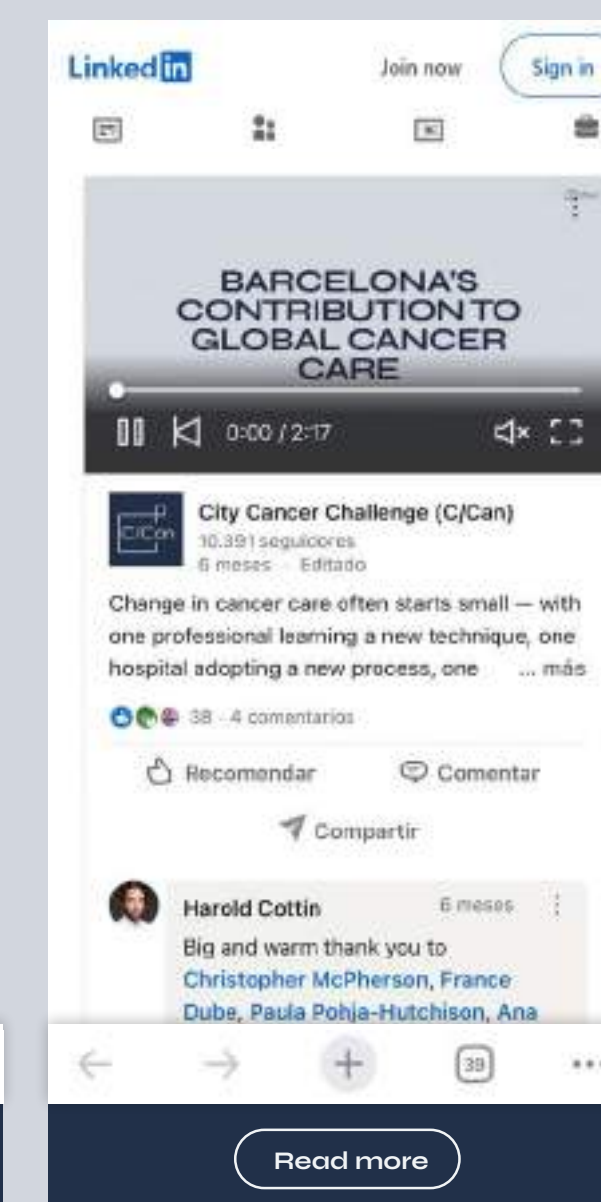 Linked in
Join now
Sign in
BARCELONA'S
CONTRIBUTION TO
GLOBAL CANCER
CARE
0:00 / 2:17
C/Can
City Cancer Challenge (C/Can)
10.391 seguidores
6 meses · Editado
Change in cancer care often starts small — with
one professional learning a new technique, one
hospital adopting a new process, one ... más
38 · 4 comentarios
Recomendar
Comentar
Compartir
Harold Cottin
6 meses
Big and warm thank you to
Christopher McPherson, France
Dube, Paula Pohja-Hutchison, Ana
39
Read more